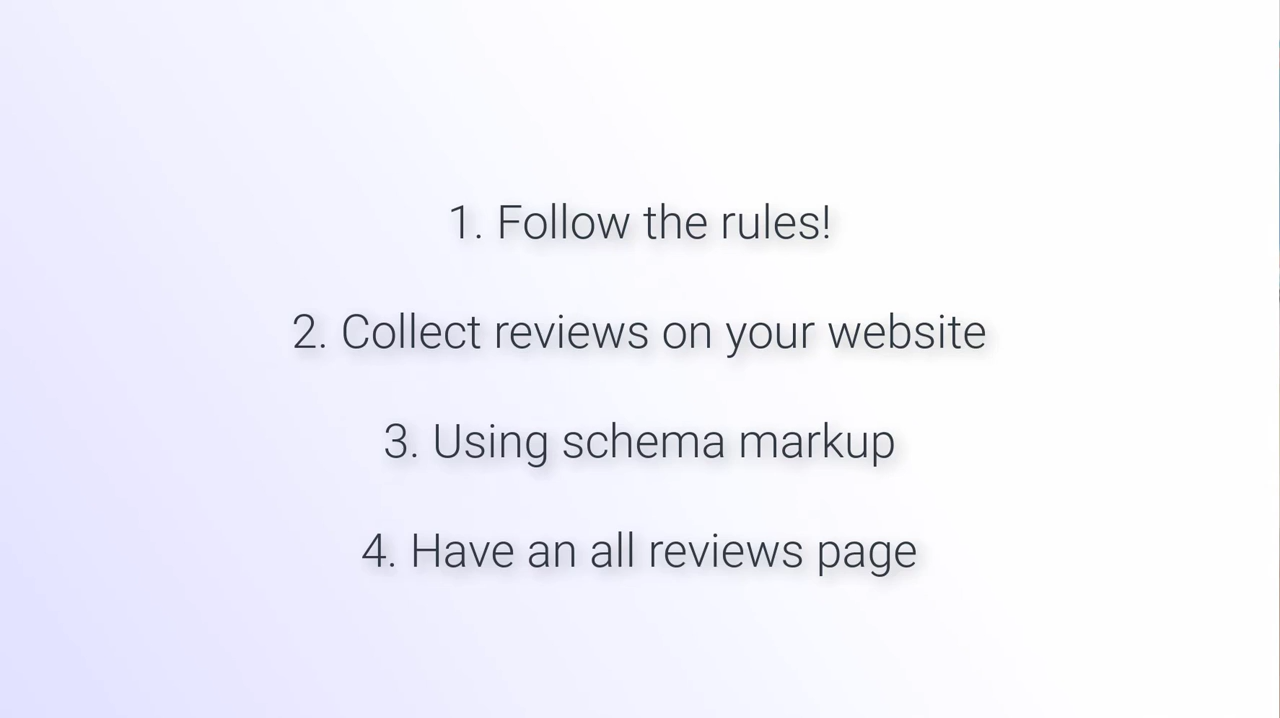 1. Follow the rules!
2. Collect reviews on your website
3. Using schema markup
4. Have an all reviews page